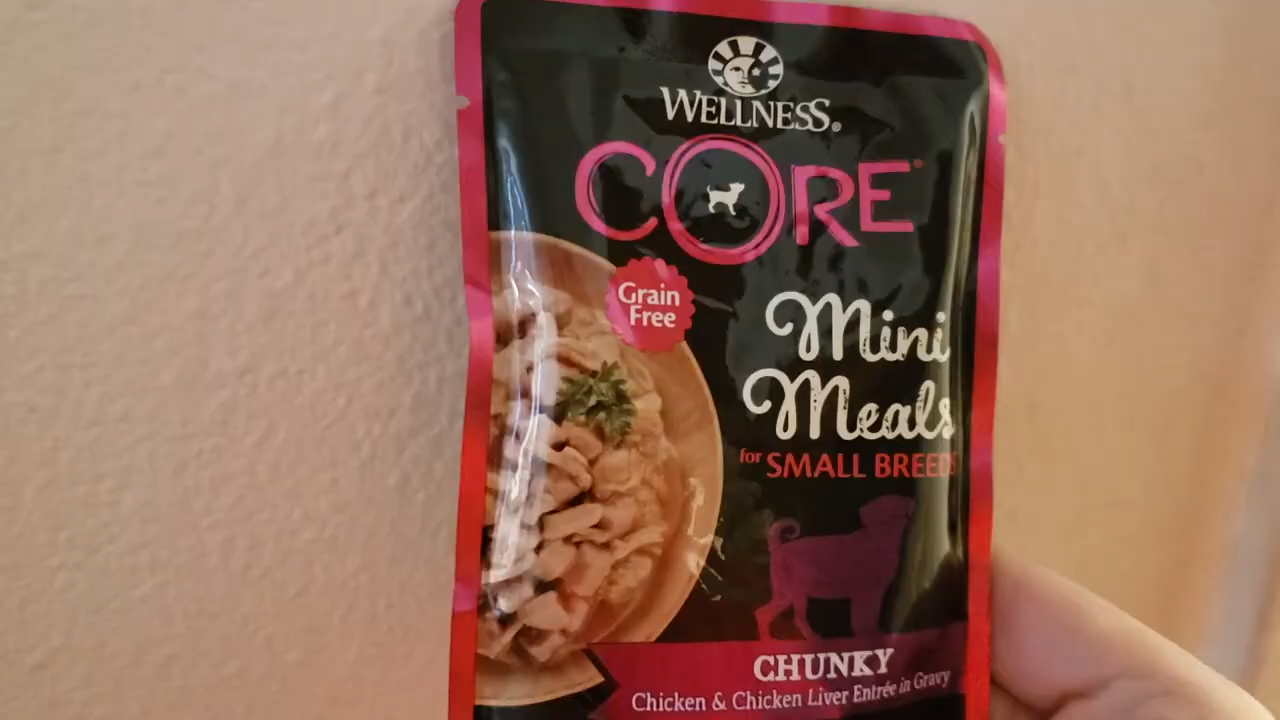 WELLNESS®
CORE®
Grain
Free
Mini
Meals
for SMALL BREEDS
CHUNKY
Chicken & Chicken Liver Entrée in Gravy